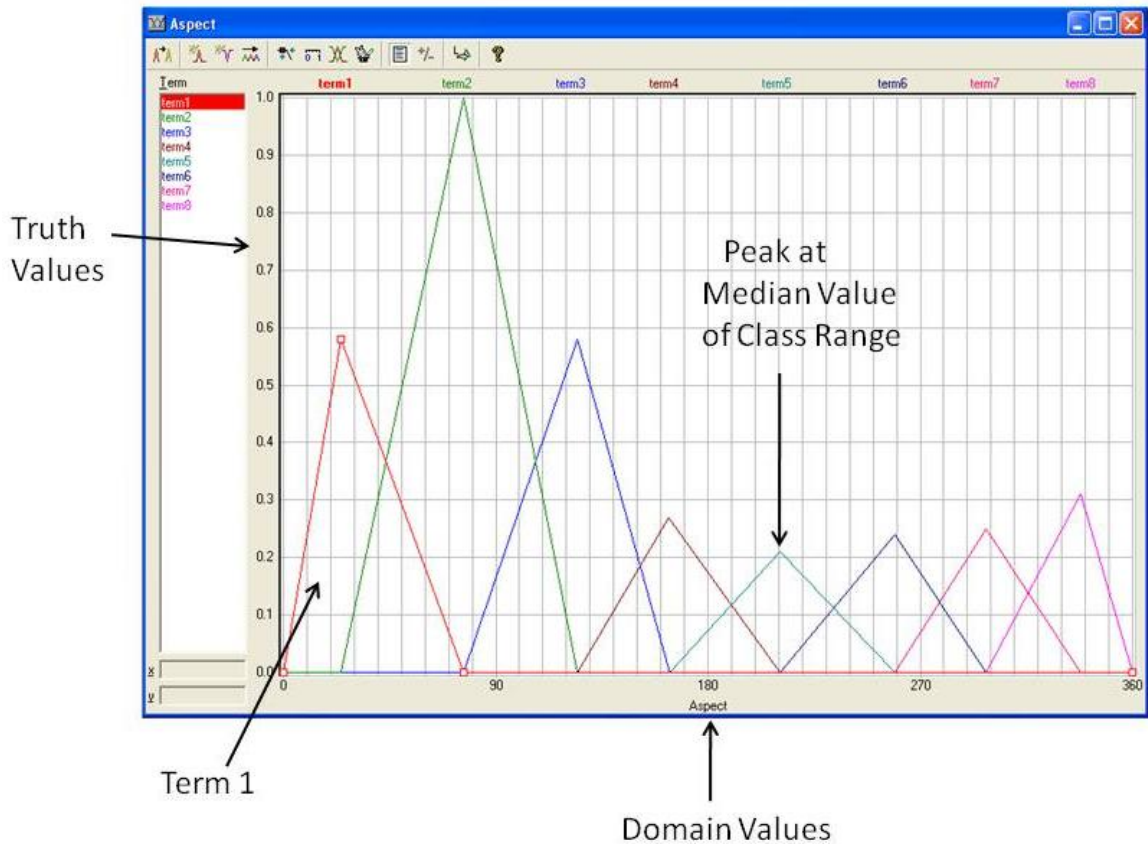 Aspect
Term
term1 term2 term3 term4 term5 term6 term7 term8
term1
term2
term3
term4
term5
term6
term7
term8
1.0
0.9
0.8
0.7
0.6
0.5
0.4
0.3
0.2
0.1
0.0
Truth
Values
Peak at
Median Value
of Class Range
x
y
0 90 180 270 360
Aspect
Term 1
Domain Values